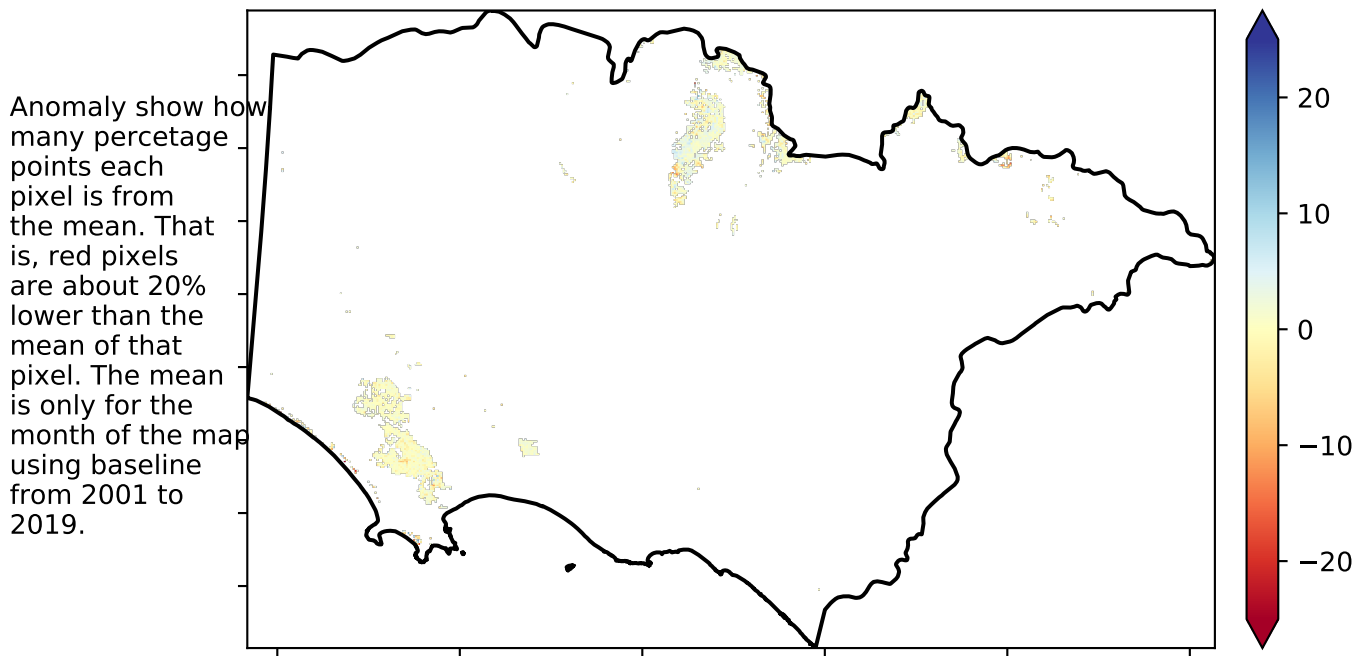 Anomaly show how
many percetage
points each
pixel is from
the mean. That
is, red pixels
are about 20%
lower than the
mean of that
pixel. The mean
is only for the
month of the map
using baseline
from 2001 to
2019.
20
10
0
−10
−20